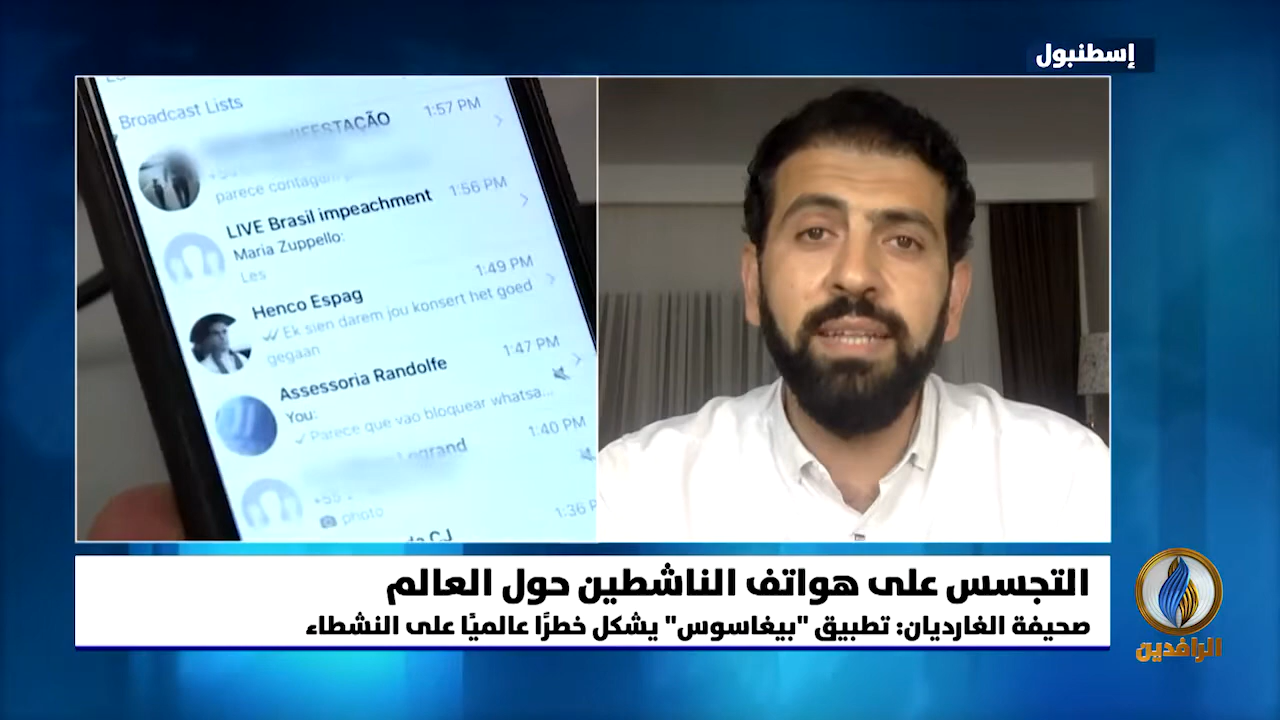 إسطنبول
Broadcast Lists
1:57 PM
parece
LIVE Brasil impeachment
1:56 PM
Maria Zuppello:
Les
Henco Espag
1:49 PM
Ek sien darem jou konsert het goed
gegaan
Assessoria Randolfe
1:47 PM
You:
Parece que vao bloquear whatsa...
1:40 PM
photo
1:36 P
التجسس على هواتف الناشطين حول العالم
صحيفة الغارديان: تطبيق "بيغاسوس" يشكل خطرًا عالميًا على النشطاء
الرافدين